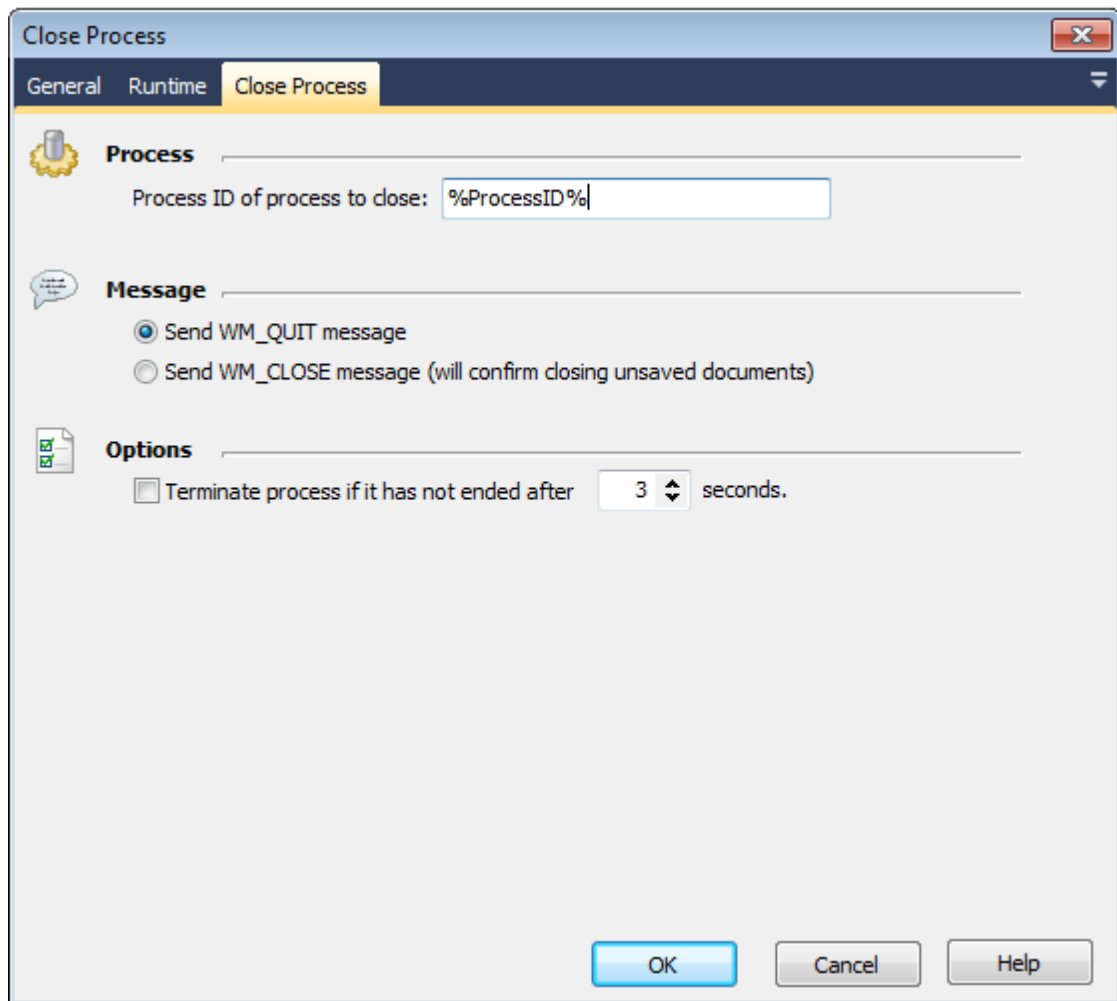 Close Process
General Runtime Close Process
Process
Process ID of process to close: %ProcessID%
Message
Send WM_QUIT message
Send WM_CLOSE message (will confirm closing unsaved documents)
Options
Terminate process if it has not ended after 3 seconds.
OK Cancel Help